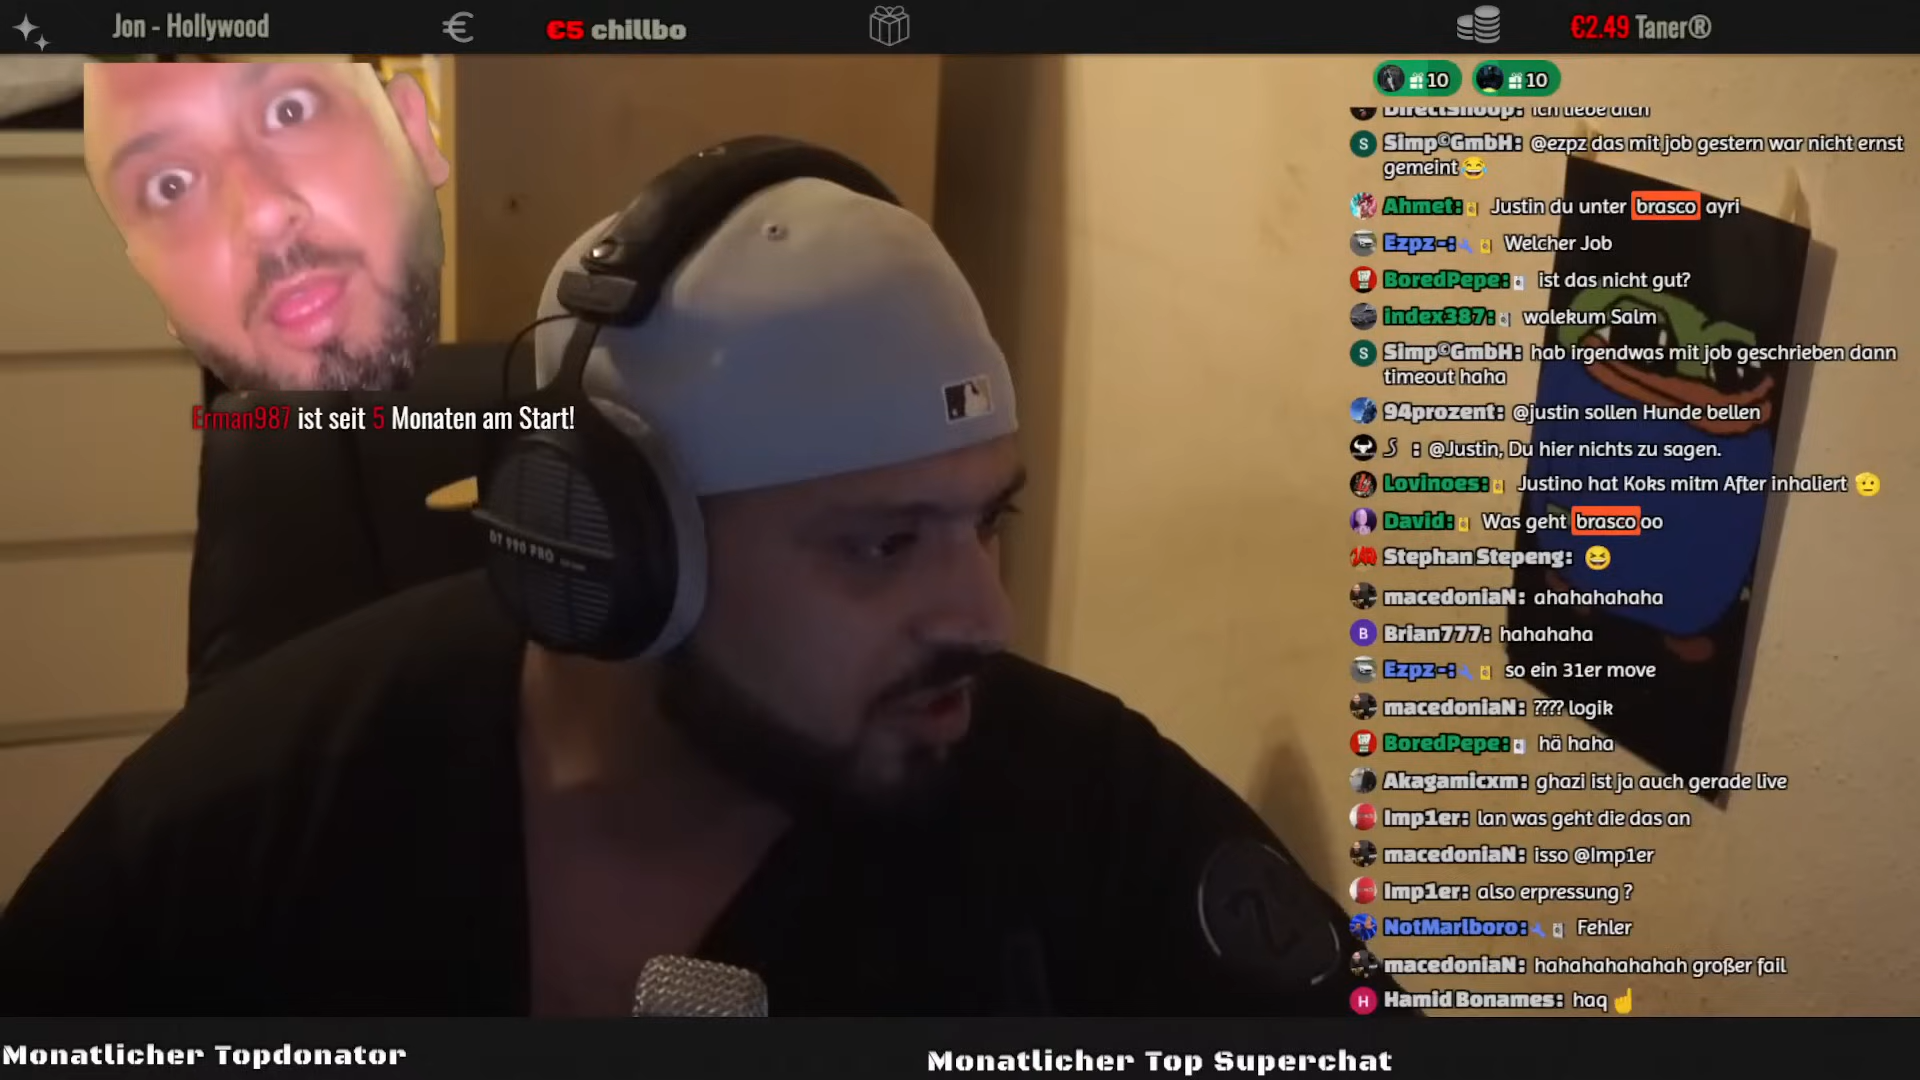 Jon - Hollywood
€5 chillbo
€2.49 Taner®
10
10
DirectSnoop: ich liebe dich
Simp©GmbH: @ezpz das mit job gestern war nicht ernst
gemeint😂
Ahmet: Justin du unter brasco ayri
Ezpz-: Welcher Job
BoredPepe: ist das nicht gut?
index387: walekum Salm
Simp©GmbH: hab irgendwas mit job geschrieben dann
timeout haha
94prozent: @justin sollen Hunde bellen
: @Justin, Du hier nichts zu sagen.
Lovinoes: Justino hat Koks mitm After inhaliert 🫡
David: Was geht brascooo
Stephan Stepeng: 😆
macedoniaN: ahahahahaha
Brian777: hahahaha
Ezpz-: so ein 31er move
macedoniaN: ???? logik
BoredPepe: hä haha
Akagamicxm: ghazi ist ja auch gerade live
Imp1er: lan was geht die das an
macedoniaN: isso @Imp1er
Imp1er: also erpressung ?
NotMarlboro: Fehler
macedoniaN: hahahahahahah großer fail
Hamid Bonames: haq ☝
Erman987 ist seit 5 Monaten am Start!
DT 990 PRO
Monatlicher Topdonator
Monatlicher Top Superchat